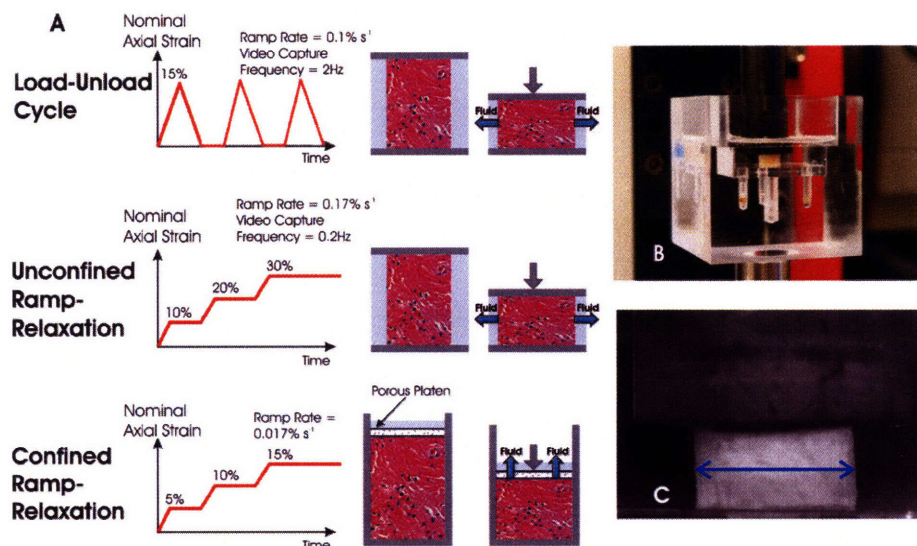 A
Nominal
Axial Strain
Ramp Rate = 0.1% s⁻¹
Video Capture
Frequency = 2Hz
Load-Unload
Cycle
15%
Time
Fluid
Fluid
Nominal
Axial Strain
Ramp Rate = 0.17% s⁻¹
Video Capture
Frequency = 0.2Hz
Unconfined
Ramp-
Relaxation
10%
20%
30%
Time
Fluid
Fluid
Nominal
Axial Strain
Ramp Rate =
0.017% s⁻¹
Confined
Ramp-
Relaxation
5%
10%
15%
Time
Porous Platen
Fluid
Fluid
B
C